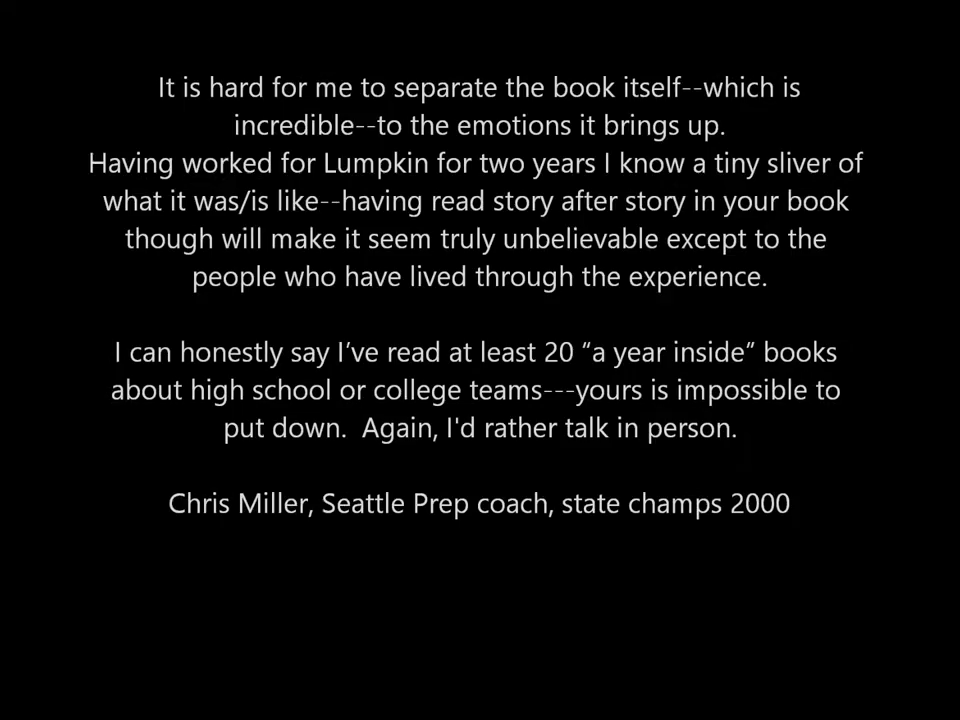 It is hard for me to separate the book itself--which is
incredible--to the emotions it brings up.
Having worked for Lumpkin for two years I know a tiny sliver of
what it was/is like--having read story after story in your book
though will make it seem truly unbelievable except to the
people who have lived through the experience.
I can honestly say I’ve read at least 20 “a year inside” books
about high school or college teams---yours is impossible to
put down.  Again, I'd rather talk in person.
Chris Miller, Seattle Prep coach, state champs 2000